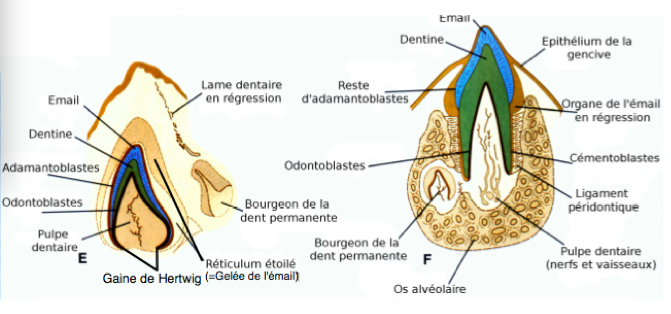 Lame dentaire
en régression
Email
Dentine
Adamantoblastes
Odontoblastes
Pulpe
dentaire
E
Gaine de Hertwig
Réticulum étoilé
(=Gelée de l'émail)
Bourgeon de la
dent permanente
Email
Dentine
Epithélium de la
gencive
Reste
d'adamantoblastes
Organe de l'émail
en régression
Odontoblastes
Cémentoblastes
Ligament
péridontique
Bourgeon de la
dent permanente
F
Pulpe dentaire
(nerfs et vaisseaux)
Os alvéolaire